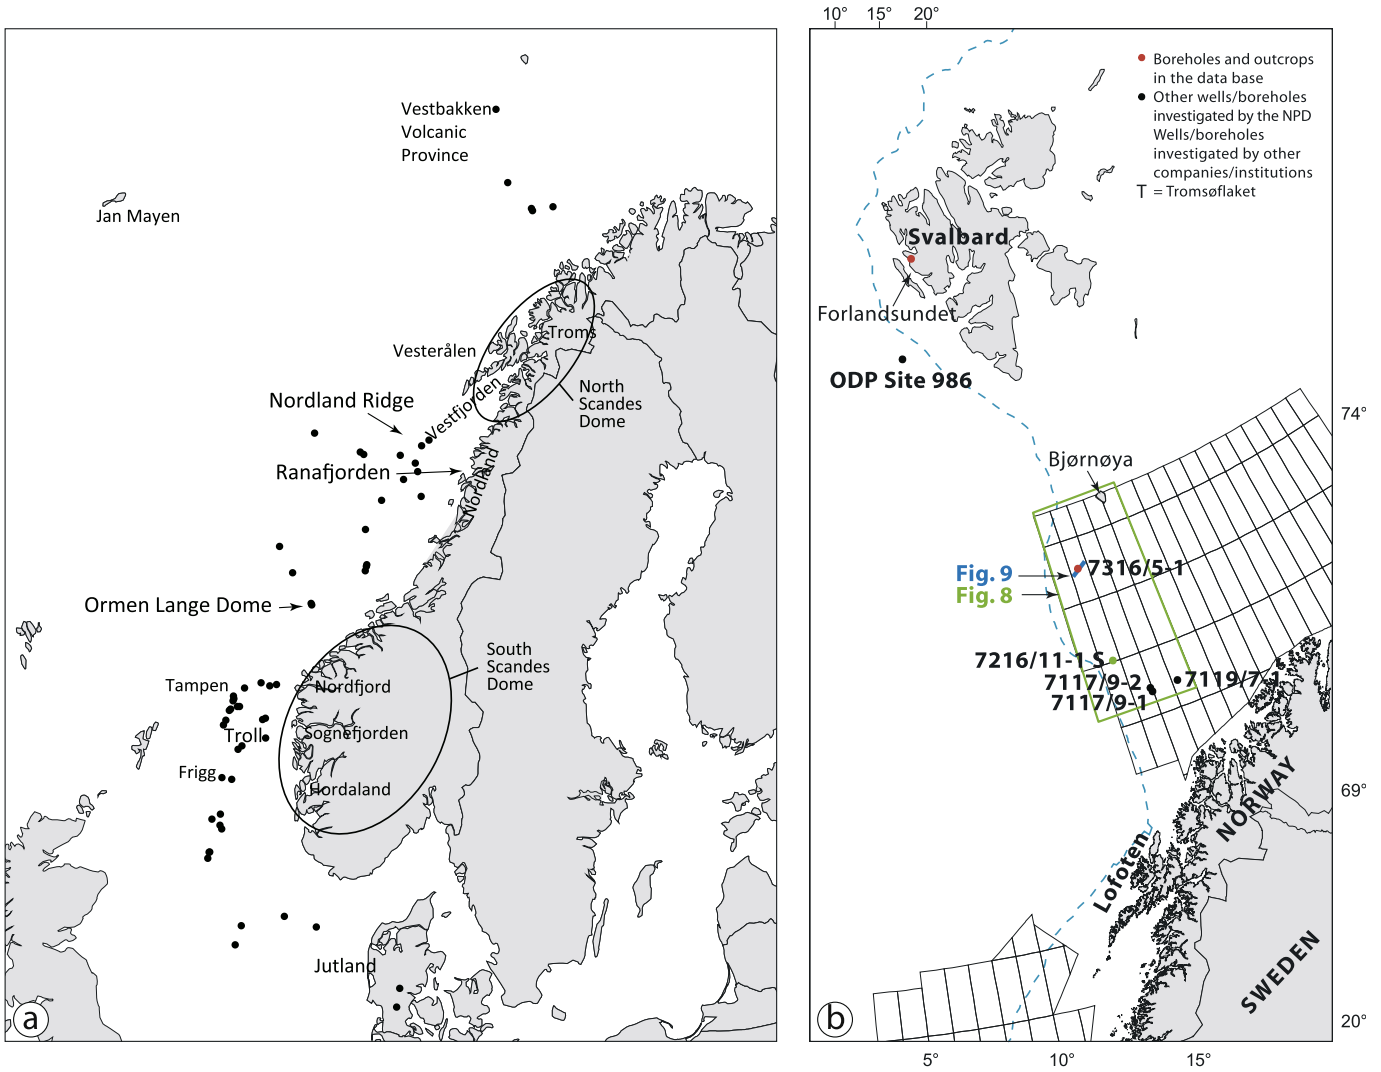 Vestbakken
Volcanic
Province
Jan Mayen
Troms
Vesterålen
Vestfjorden
North
Scandes
Dome
Nordland Ridge
Ranafjorden
Nordland
Ormen Lange Dome
South
Scandes
Dome
Tampen
Nordfjord
Troll
Sognefjorden
Frigg
Hordaland
Jutland
a
10° 15° 20°
Boreholes and outcrops
in the data base
Other wells/boreholes
investigated by the NPD
Wells/boreholes
investigated by other
companies/institutions
T = Tromsøflaket
Svalbard
Forlandsundet
ODP Site 986
74°
Bjørnøya
7316/5-1
Fig. 9
Fig. 8
7216/11-1 S
7117/9-2
7119/7-1
7117/9-1
69°
NORWAY
Lofoten
SWEDEN
b
20°
5° 10° 15°